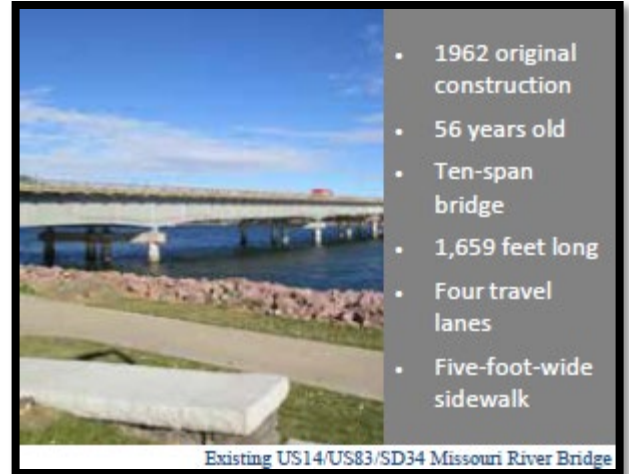 • 1962 original
construction
• 56 years old
• Ten-span
bridge
• 1,659 feet long
• Four travel
lanes
• Five-foot-wide
sidewalk
Existing US14/US83/SD34 Missouri River Bridge